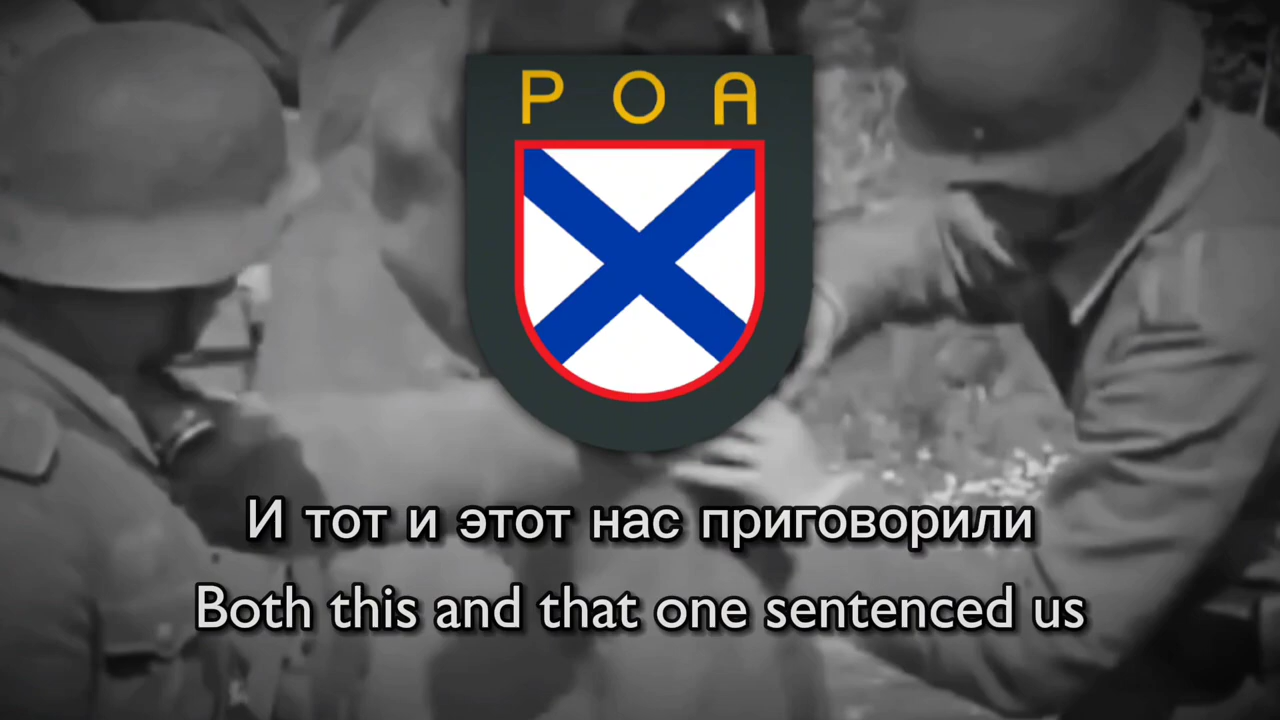 РОА
И тот и этот нас приговорили
Both this and that one sentenced us